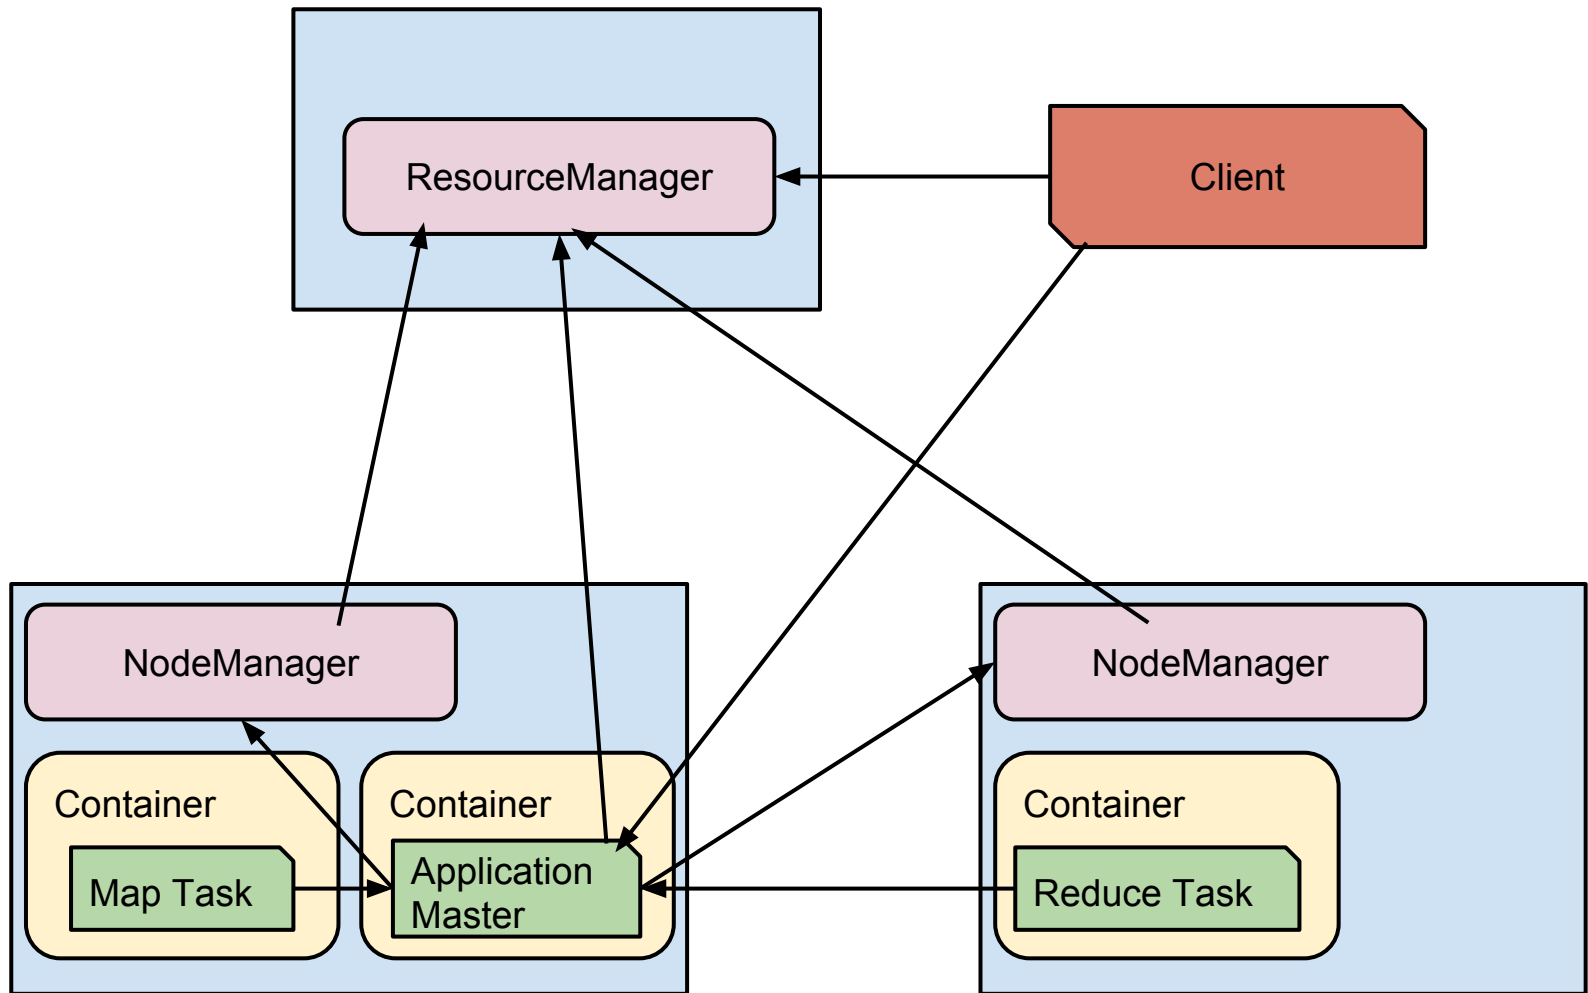 ResourceManager
Client
NodeManager
NodeManager
Container
Container
Container
Map Task
Application
Master
Reduce Task